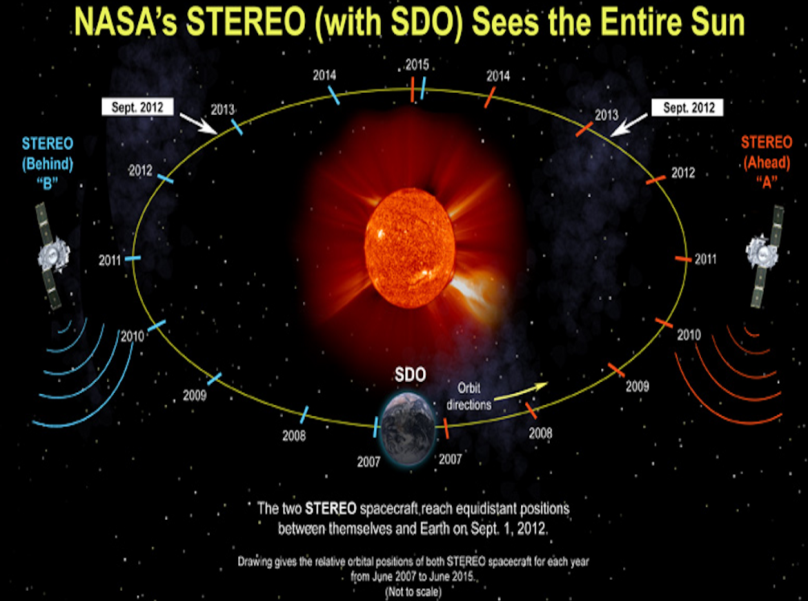 NASA's STEREO (with SDO) Sees the Entire Sun
2015
2014
2014
Sept. 2012
2013
2013
Sept. 2012
STEREO
(Behind)
"B"
STEREO
(Ahead)
"A"
2012
2012
2011
2011
2010
2010
2009
2009
SDO
Orbit
directions
2008
2008
2007
2007
The two STEREO spacecraft reach equidistant positions
between themselves and Earth on Sept. 1, 2012.
Drawing gives the relative orbital positions of both STEREO spacecraft for each year
from June 2007 to June 2015.
(Not to scale)